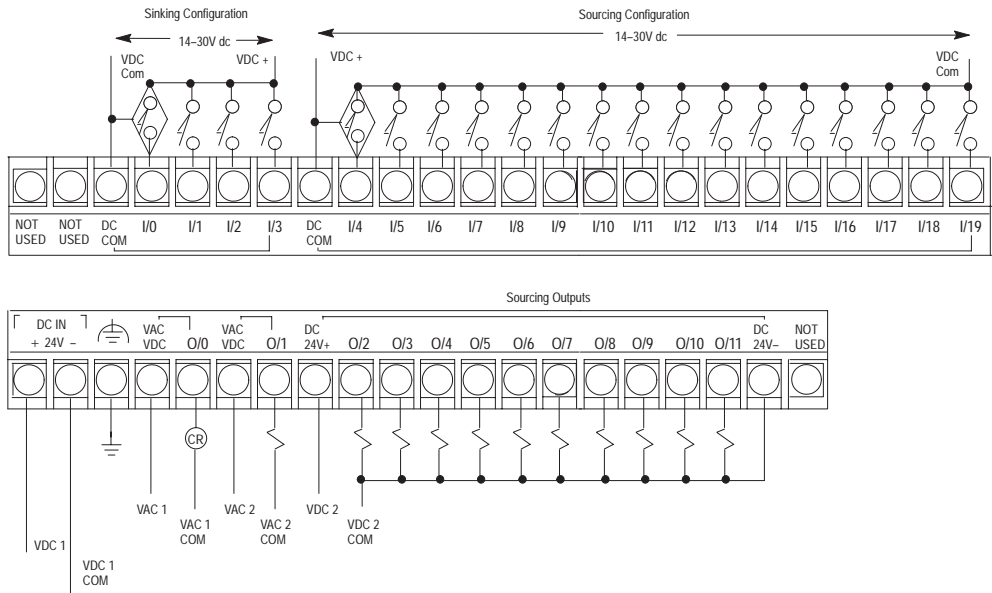 Sinking Configuration
Sourcing Configuration
14–30V dc
14–30V dc
VDC
Com
VDC +
VDC +
VDC
Com
NOT
USED
NOT
USED
DC
COM
I/0
I/1
I/2
I/3
DC
COM
I/4
I/5
I/6
I/7
I/8
I/9
I/10
I/11
I/12
I/13
I/14
I/15
I/16
I/17
I/18
I/19
Sourcing Outputs
DC IN
+ 24V –
VAC
VDC
O/0
VAC
VDC
O/1
DC
24V+
O/2
O/3
O/4
O/5
O/6
O/7
O/8
O/9
O/10
O/11
DC
24V–
NOT
USED
CR
VAC 1
VAC 1
COM
VAC 2
VAC 2
COM
VDC 2
VDC 2
COM
VDC 1
VDC 1
COM